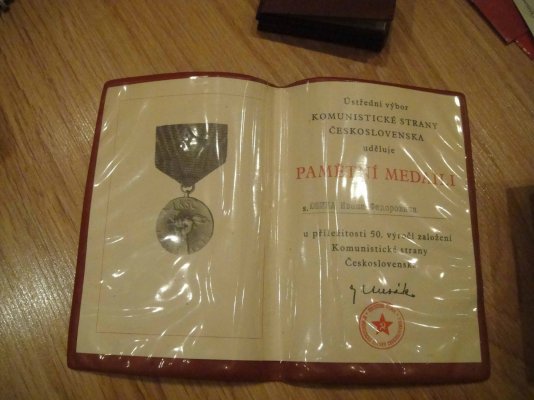 Ústřední výbor
KOMUNISTICKÉ STRANY
ČESKOSLOVENSKA
uděluje
PAMĚTNÍ MEDAILI
s.
u příležitosti 50. výročí založení
Komunistické strany
Československa